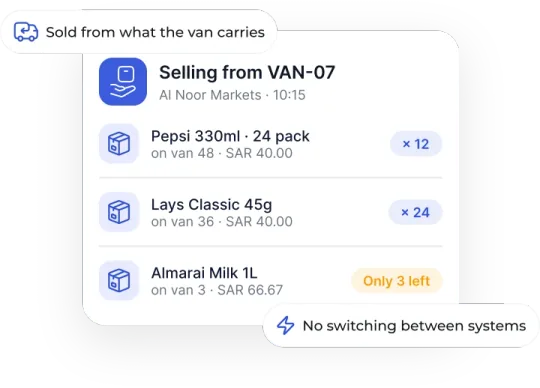 Sold from what the van carries
Selling from VAN-07
Al Noor Markets · 10:15
Pepsi 330ml · 24 pack
on van 48 · SAR 40.00
× 12
Lays Classic 45g
on van 36 · SAR 40.00
× 24
Almarai Milk 1L
on van 3 · SAR 66.67
Only 3 left
No switching between systems